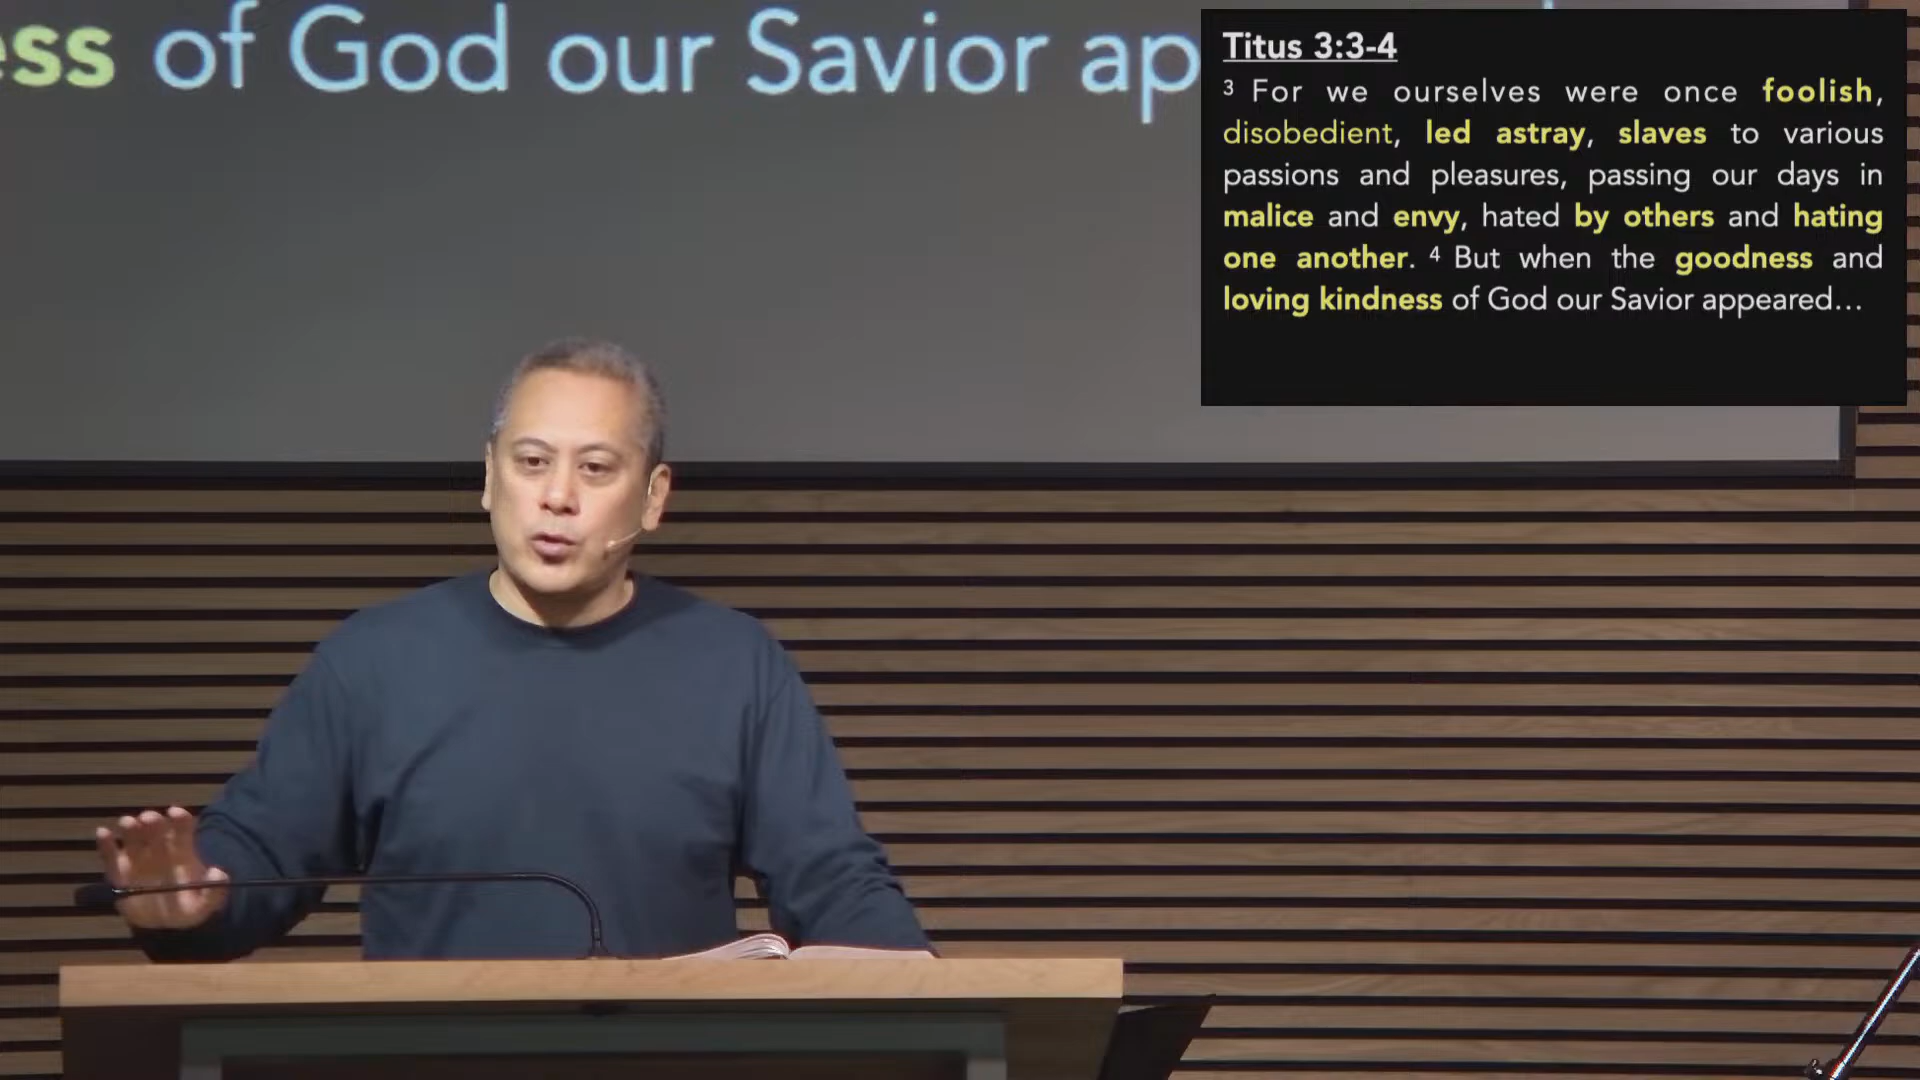 ess of God our Savior ap
Titus 3:3-4
³ For we ourselves were once foolish,
disobedient, led astray, slaves to various
passions and pleasures, passing our days in
malice and envy, hated by others and hating
one another. ⁴ But when the goodness and
loving kindness of God our Savior appeared...